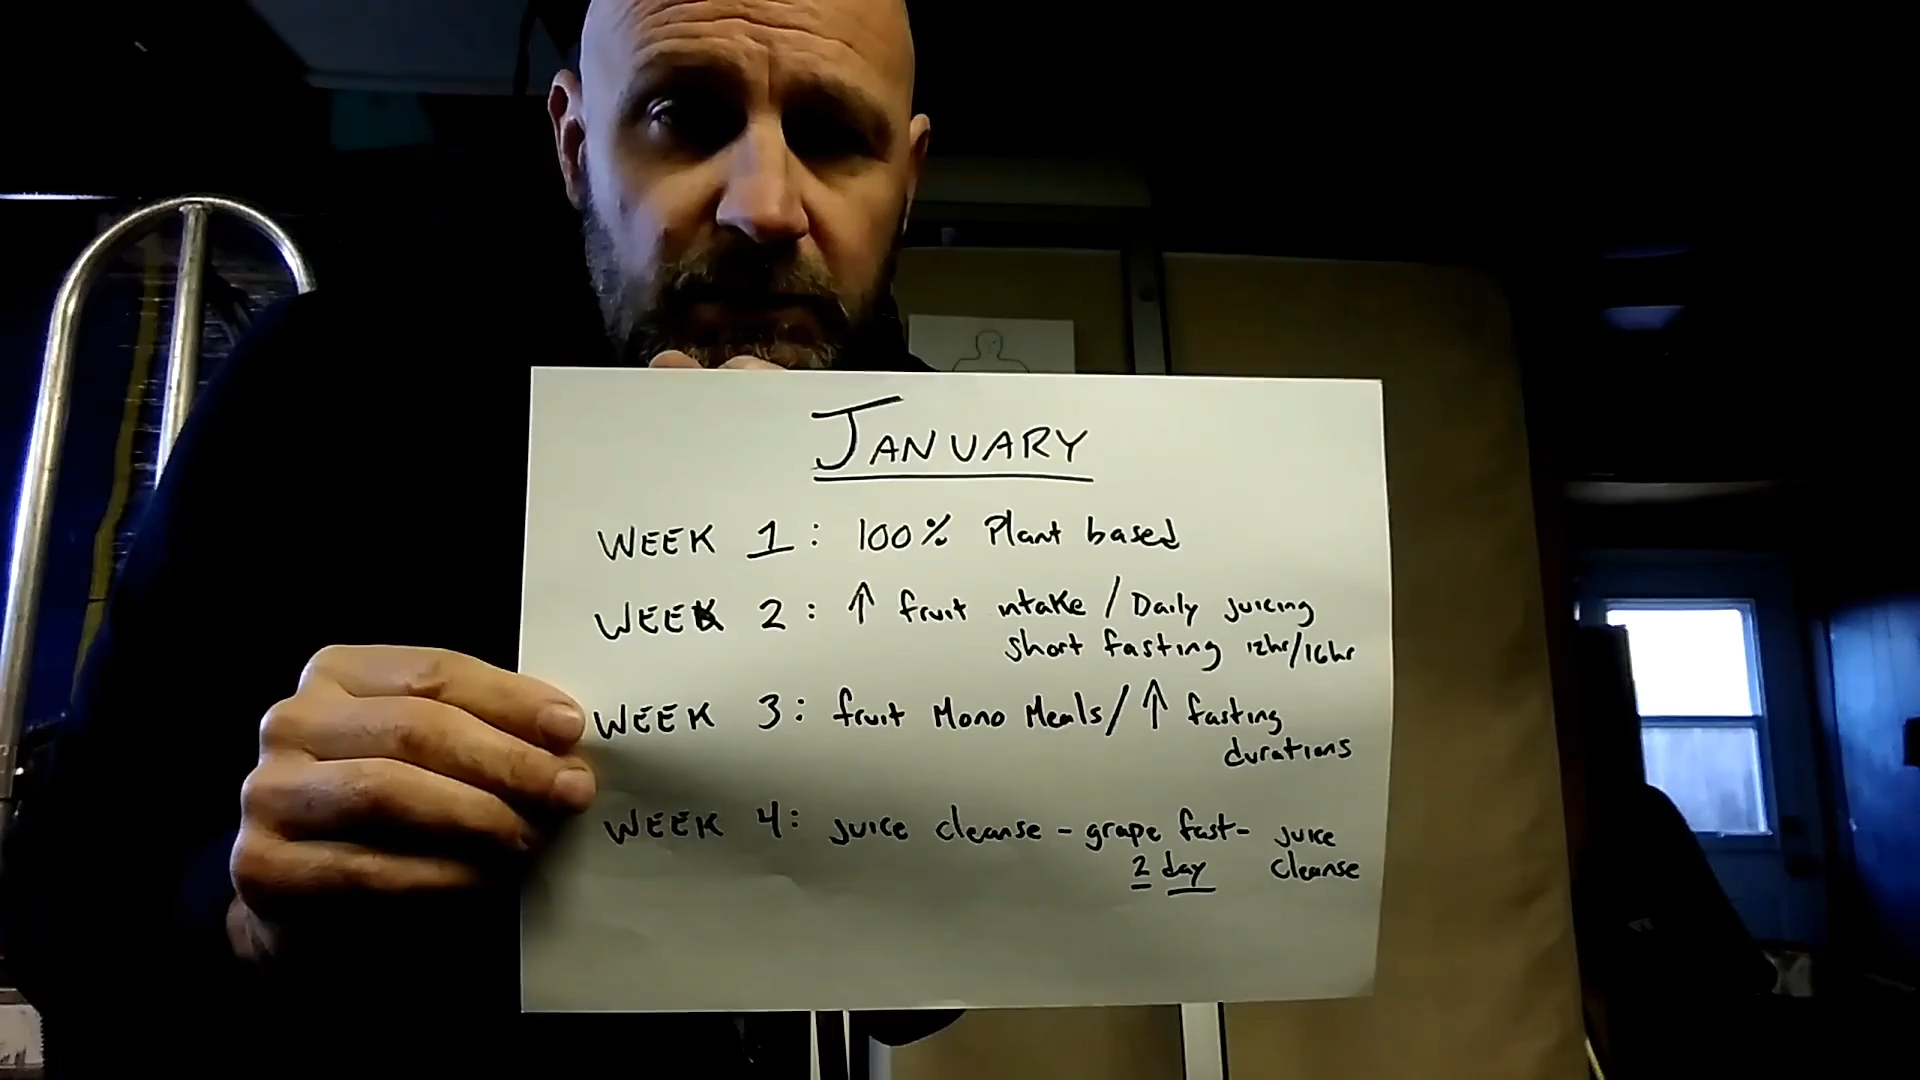 JANUARY
WEEK 1: 100% Plant based
WEEK 2: ↑ fruit intake / Daily juicing
short fasting 12hr/16hr
WEEK 3: fruit Mono Meals/↑ fasting
durations
WEEK 4: juice cleanse - grape fast - juice
2 day cleanse